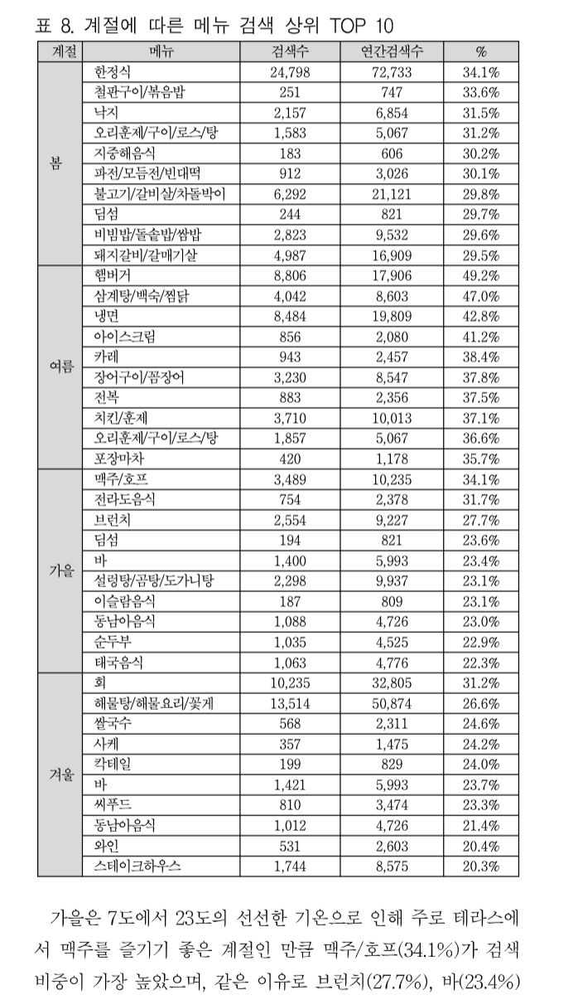 표 8. 계절에 따른 메뉴 검색 상위 TOP 10
계절 메뉴 검색수 연간검색수 %
봄
한정식 24,798 72,733 34.1%
철판구이/볶음밥 251 747 33.6%
낙지 2,157 6,854 31.5%
오리훈제/구이/로스/탕 1,583 5,067 31.2%
지중해음식 183 606 30.2%
파전/모듬전/빈대떡 912 3,026 30.1%
불고기/갈비살/차돌박이 6,292 21,121 29.8%
딤섬 244 821 29.7%
비빔밥/돌솥밥/쌈밥 2,823 9,532 29.6%
돼지갈비/갈매기살 4,987 16,909 29.5%
여름
햄버거 8,806 17,906 49.2%
삼계탕/백숙/찜닭 4,042 8,603 47.0%
냉면 8,484 19,809 42.8%
아이스크림 856 2,080 41.2%
카레 943 2,457 38.4%
장어구이/꼼장어 3,230 8,547 37.8%
전복 883 2,356 37.5%
치킨/훈제 3,710 10,013 37.1%
오리훈제/구이/로스/탕 1,857 5,067 36.6%
포장마차 420 1,178 35.7%
가을
맥주/호프 3,489 10,235 34.1%
전라도음식 754 2,378 31.7%
브런치 2,554 9,227 27.7%
딤섬 194 821 23.6%
바 1,400 5,993 23.4%
설렁탕/곰탕/도가니탕 2,298 9,937 23.1%
이슬람음식 187 809 23.1%
동남아음식 1,088 4,726 23.0%
순두부 1,035 4,525 22.9%
태국음식 1,063 4,776 22.3%
겨울
회 10,235 32,805 31.2%
해물탕/해물요리/꽃게 13,514 50,874 26.6%
쌀국수 568 2,311 24.6%
사케 357 1,475 24.2%
칵테일 199 829 24.0%
바 1,421 5,993 23.7%
씨푸드 810 3,474 23.3%
동남아음식 1,012 4,726 21.4%
와인 531 2,603 20.4%
스테이크하우스 1,744 8,575 20.3%
가을은 7도에서 23도의 선선한 기온으로 인해 주로 테라스에
서 맥주를 즐기기 좋은 계절인 만큼 맥주/호프(34.1%)가 검색
비중이 가장 높았으며, 같은 이유로 브런치(27.7%), 바(23.4%)